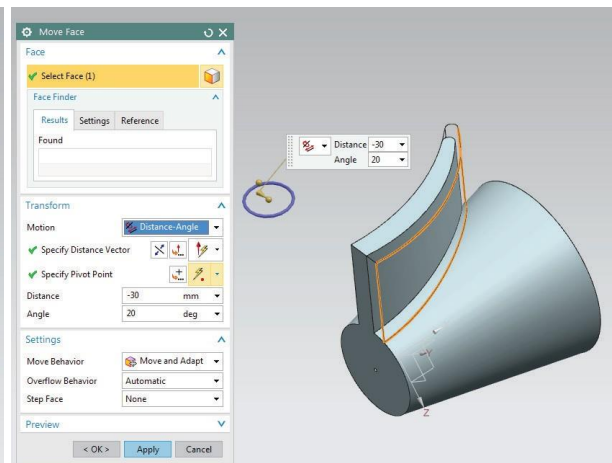 Move Face
Face
Select Face (1)
Face Finder
Results Settings Reference
Found
Transform
Motion Distance-Angle
Specify Distance Vector
Specify Pivot Point
Distance -30 mm
Angle 20 deg
Settings
Move Behavior Move and Adapt
Overflow Behavior Automatic
Step Face None
Preview
< OK > Apply Cancel
Distance -30
Angle 20
Y
Z